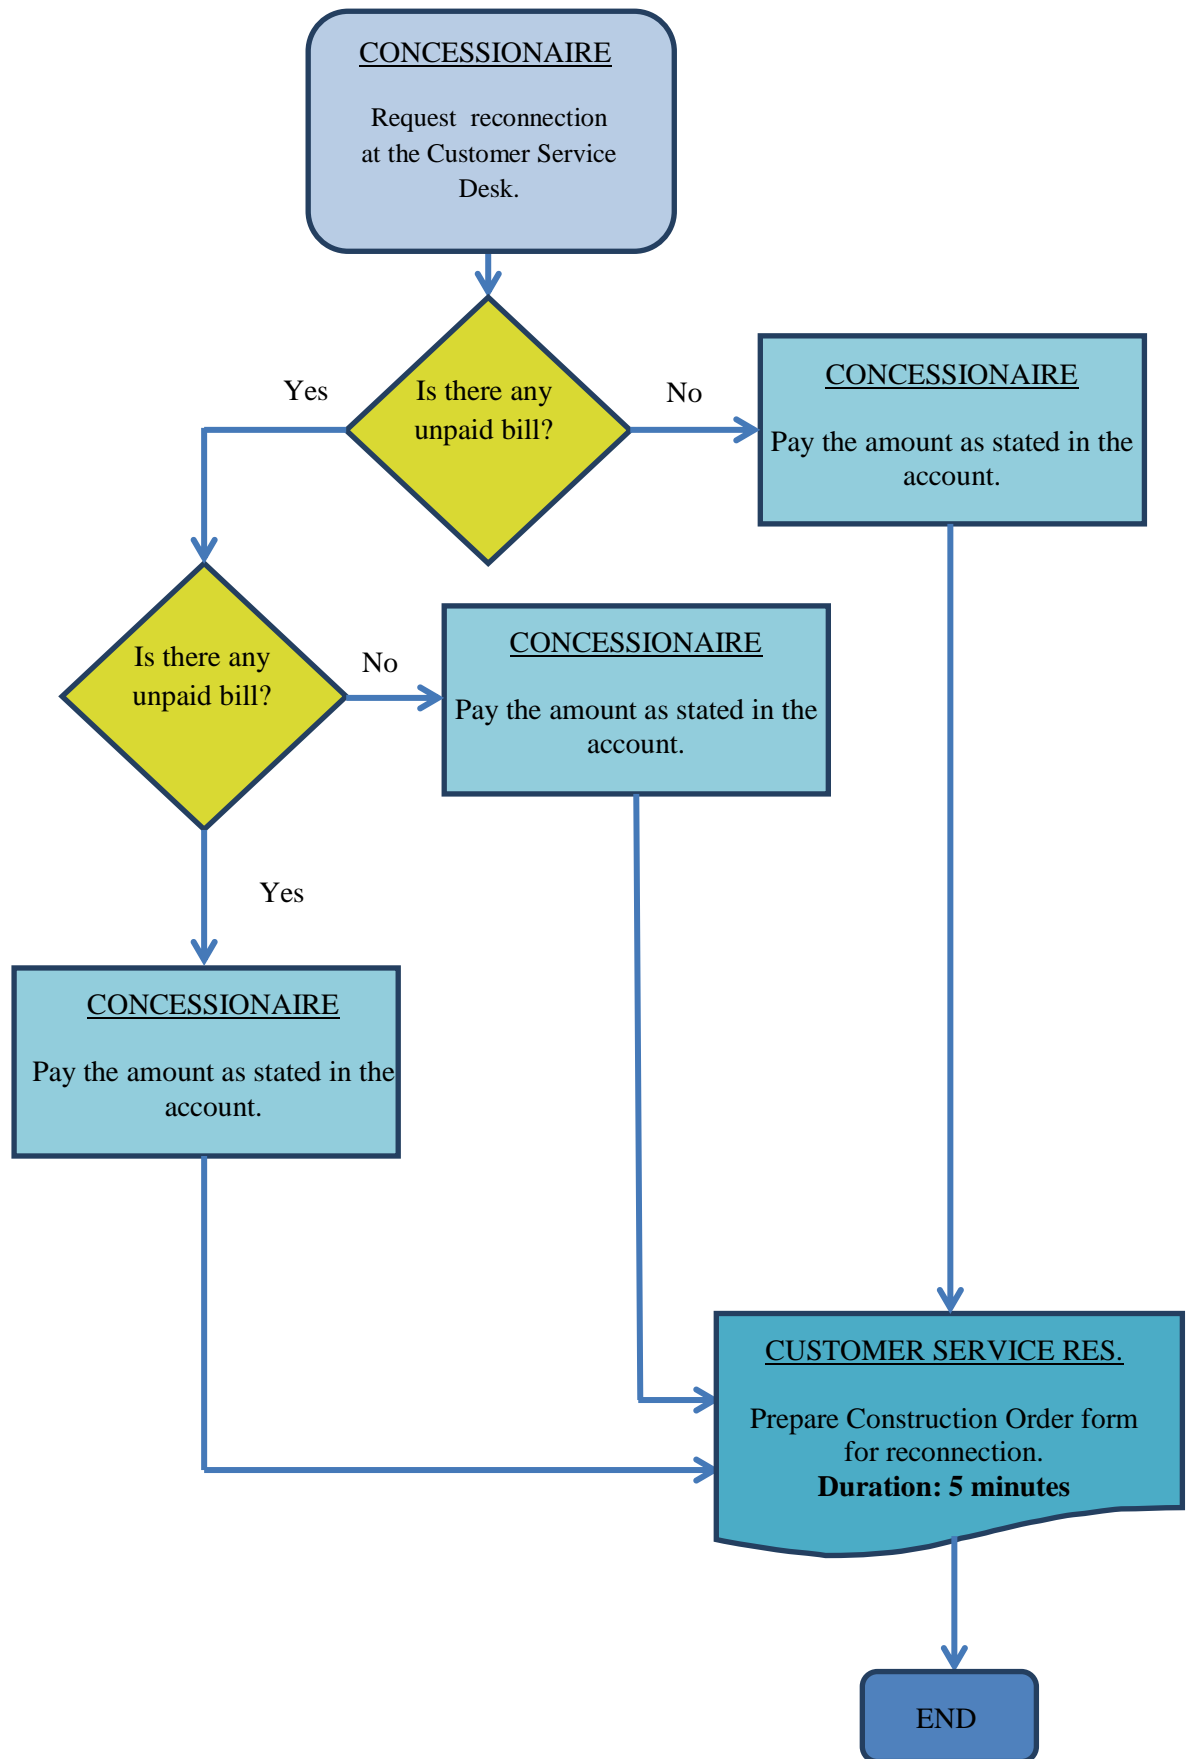 CONCESSIONAIRE
Request reconnection
at the Customer Service
Desk.
Yes
Is there any
unpaid bill?
No
CONCESSIONAIRE
Pay the amount as stated in the
account.
Is there any
unpaid bill?
No
CONCESSIONAIRE
Pay the amount as stated in the
account.
Yes
CONCESSIONAIRE
Pay the amount as stated in the
account.
CUSTOMER SERVICE RES.
Prepare Construction Order form
for reconnection.
Duration: 5 minutes
END